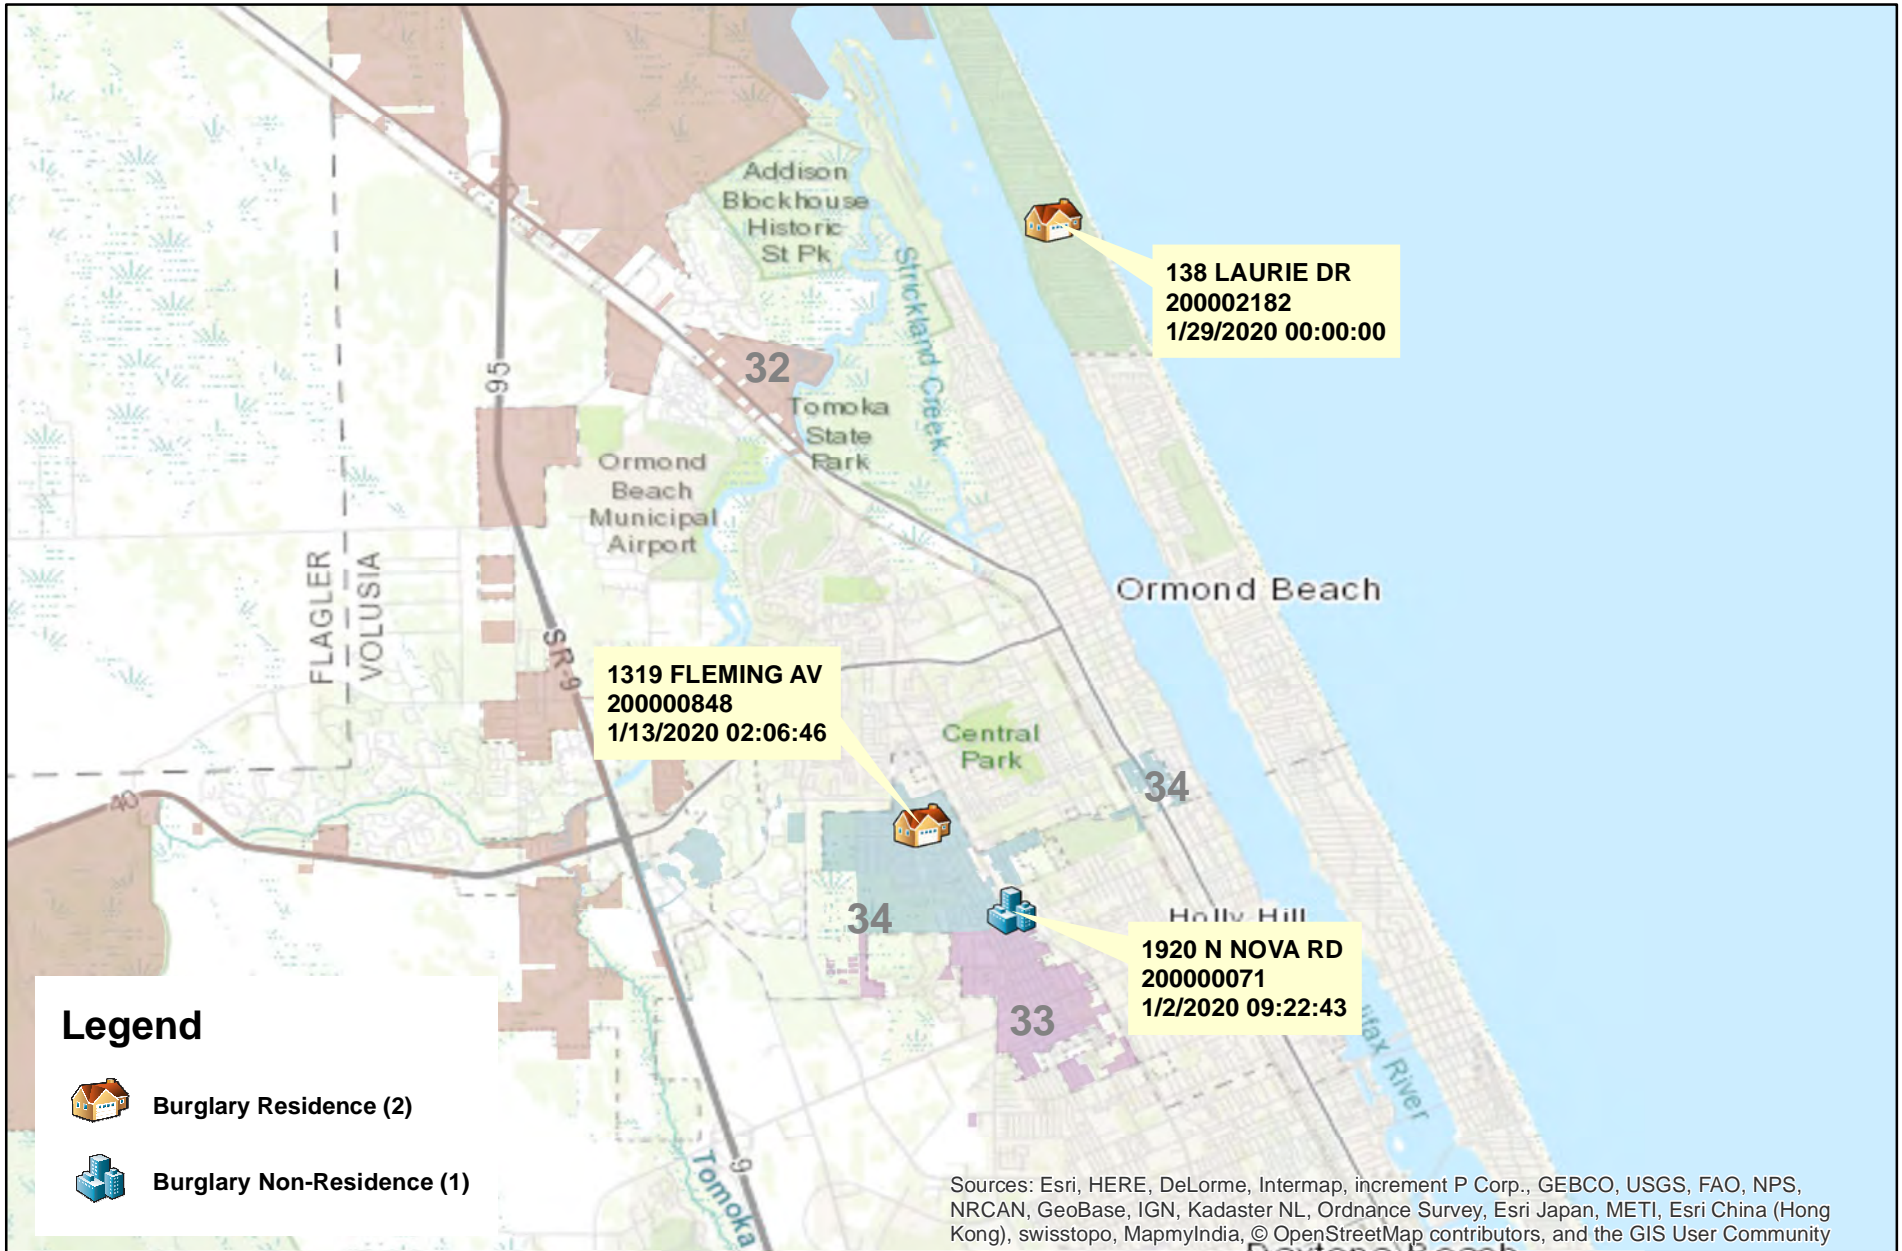 Addison
Blockhouse
Historic
St Pk
Strickland Creek
138 LAURIE DR
200002182
1/29/2020 00:00:00
95
32
Tomoka
State
Park
Ormond
Beach
Municipal
Airport
FLAGLER
VOLUSIA
SR-9
Ormond Beach
1319 FLEMING AV
200000848
1/13/2020 02:06:46
Central
Park
34
40
34
Holly Hill
1920 N NOVA RD
200000071
1/2/2020 09:22:43
33
ifax River
Legend
Burglary Residence (2)
Burglary Non-Residence (1)
Tomoka
9
Sources: Esri, HERE, DeLorme, Intermap, increment P Corp., GEBCO, USGS, FAO, NPS,
NRCAN, GeoBase, IGN, Kadaster NL, Ordnance Survey, Esri Japan, METI, Esri China (Hong
Kong), swisstopo, MapmyIndia, © OpenStreetMap contributors, and the GIS User Community
Daytona Beach